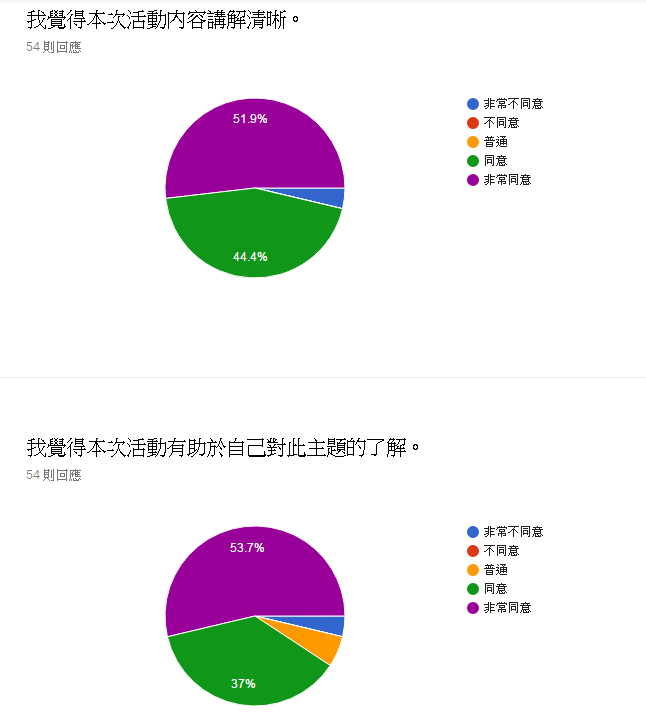 我覺得本次活動內容講解清晰。
54 則回應
51.9%
44.4%
非常不同意
不同意
普通
同意
非常同意
我覺得本次活動有助於自己對此主題的了解。
54 則回應
53.7%
37%
非常不同意
不同意
普通
同意
非常同意